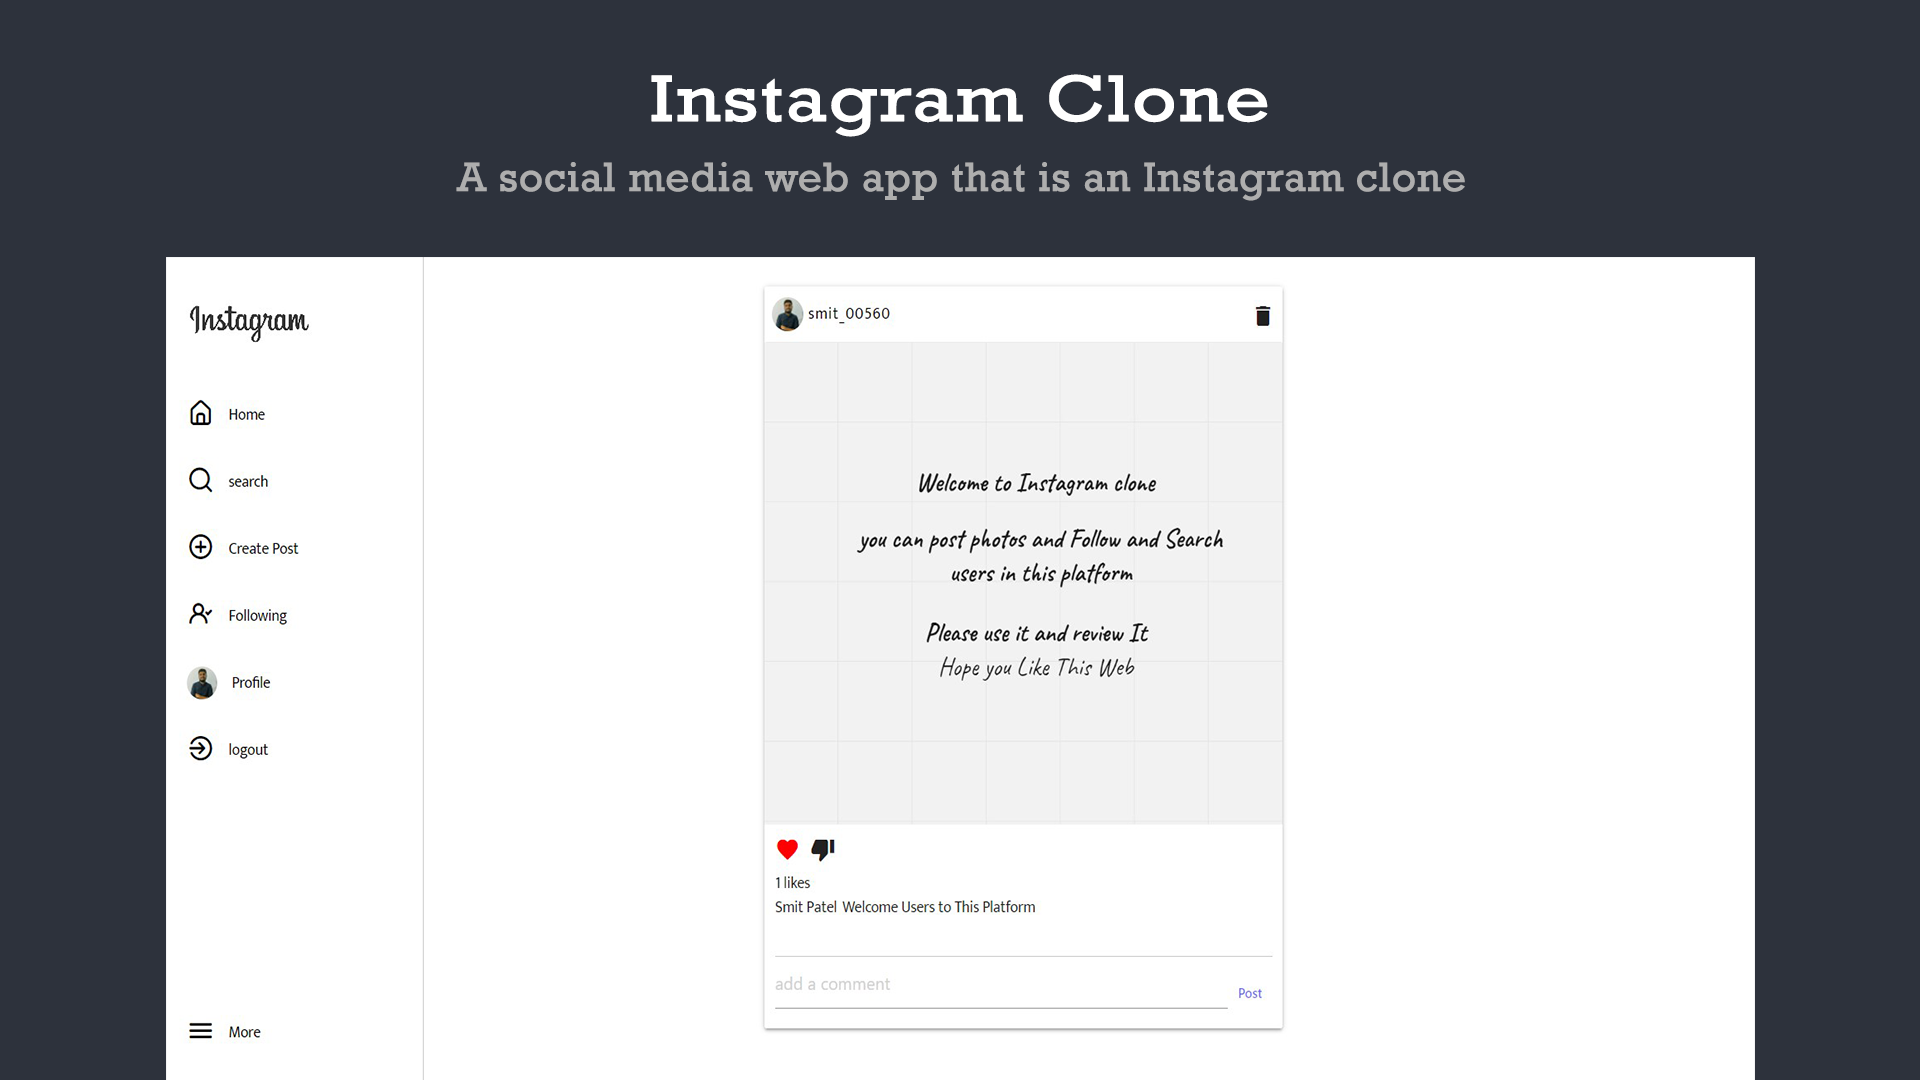 Instagram Clone
A social media web app that is an Instagram clone
Instagram
Home
search
Create Post
Following
Profile
logout
More
smit_00560
Welcome to Instagram clone
you can post photos and Follow and Search
users in this platform
Please use it and review It
Hope you Like This Web
1 likes
Smit Patel Welcome Users to This Platform
add a comment
Post